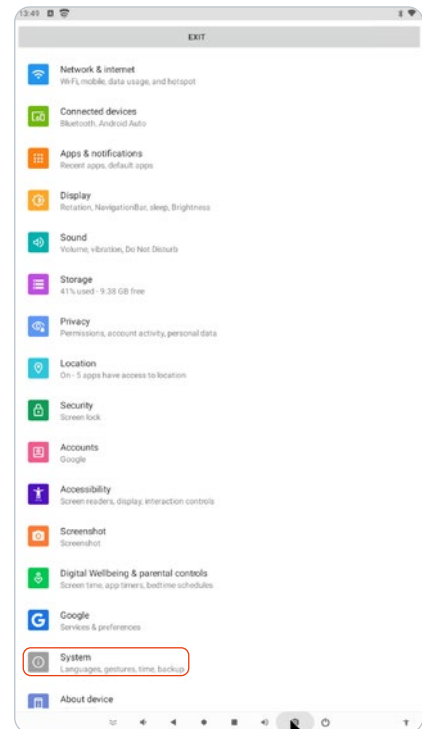 13:49
EXIT
Network & internet
Wi-Fi, mobile, data usage, and hotspot
Connected devices
Bluetooth, Android Auto
Apps & notifications
Recent apps, default apps
Display
Rotation, NavigationBar, sleep, Brightness
Sound
Volume, vibration, Do Not Disturb
Storage
41% used - 9.38 GB free
Privacy
Permissions, account activity, personal data
Location
On - 5 apps have access to location
Security
Screen lock
Accounts
Google
Accessibility
Screen readers, display, interaction controls
Screenshot
Screenshot
Digital Wellbeing & parental controls
Screen time, app timers, bedtime schedules
Google
Services & preferences
System
Languages, gestures, time, backup
About device